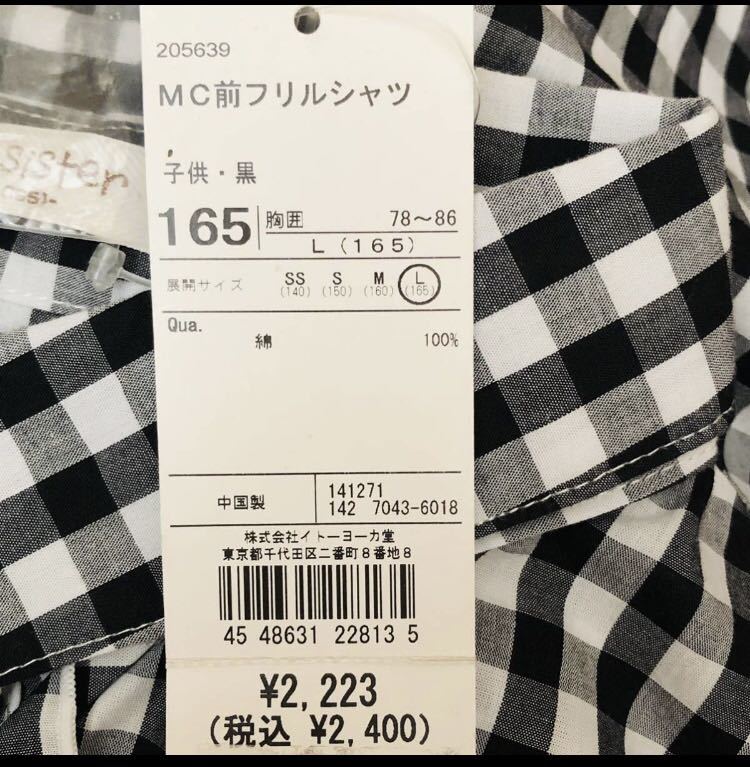 205639
MC前フリルシャツ
子供・黒
165 胸囲 78～86
L (165)
展開サイズ SS S M L
(140) (150) (160) (165)
Qua.
綿 100%
中国製 141271
142 7043-6018
株式会社イトーヨーカ堂
東京都千代田区二番町8番地8
45 48631 22813 5
¥2,223
(税込 ¥2,400)
sister